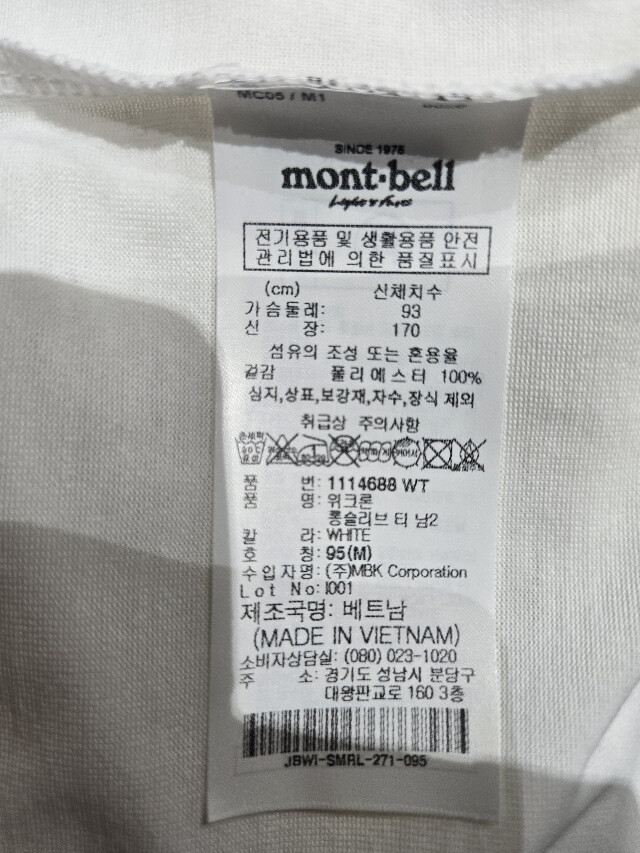 MC05 / M1
SINCE 1975
mont·bell
Light & Fast
전기용품 및 생활용품 안전
관리법에 의한 품질표시
(cm) 신체치수
가슴둘레: 93
신 장: 170
섬유의 조성 또는 혼용율
겉감 폴리에스터 100%
심지,상표,보강재,자수,장식 제외
취급상 주의사항
손세탁
30℃
품 번: 1114688 WT
품 명: 위크론
롱슬리브 티 남2
칼 라: WHITE
호 칭: 95(M)
수입자명: (주)MBK Corporation
Lot No: I001
제조국명: 베트남
(MADE IN VIETNAM)
소비자상담실: (080) 023-1020
주 소: 경기도 성남시 분당구
대왕판교로 160 3층
JBWI-SMRL-271-095